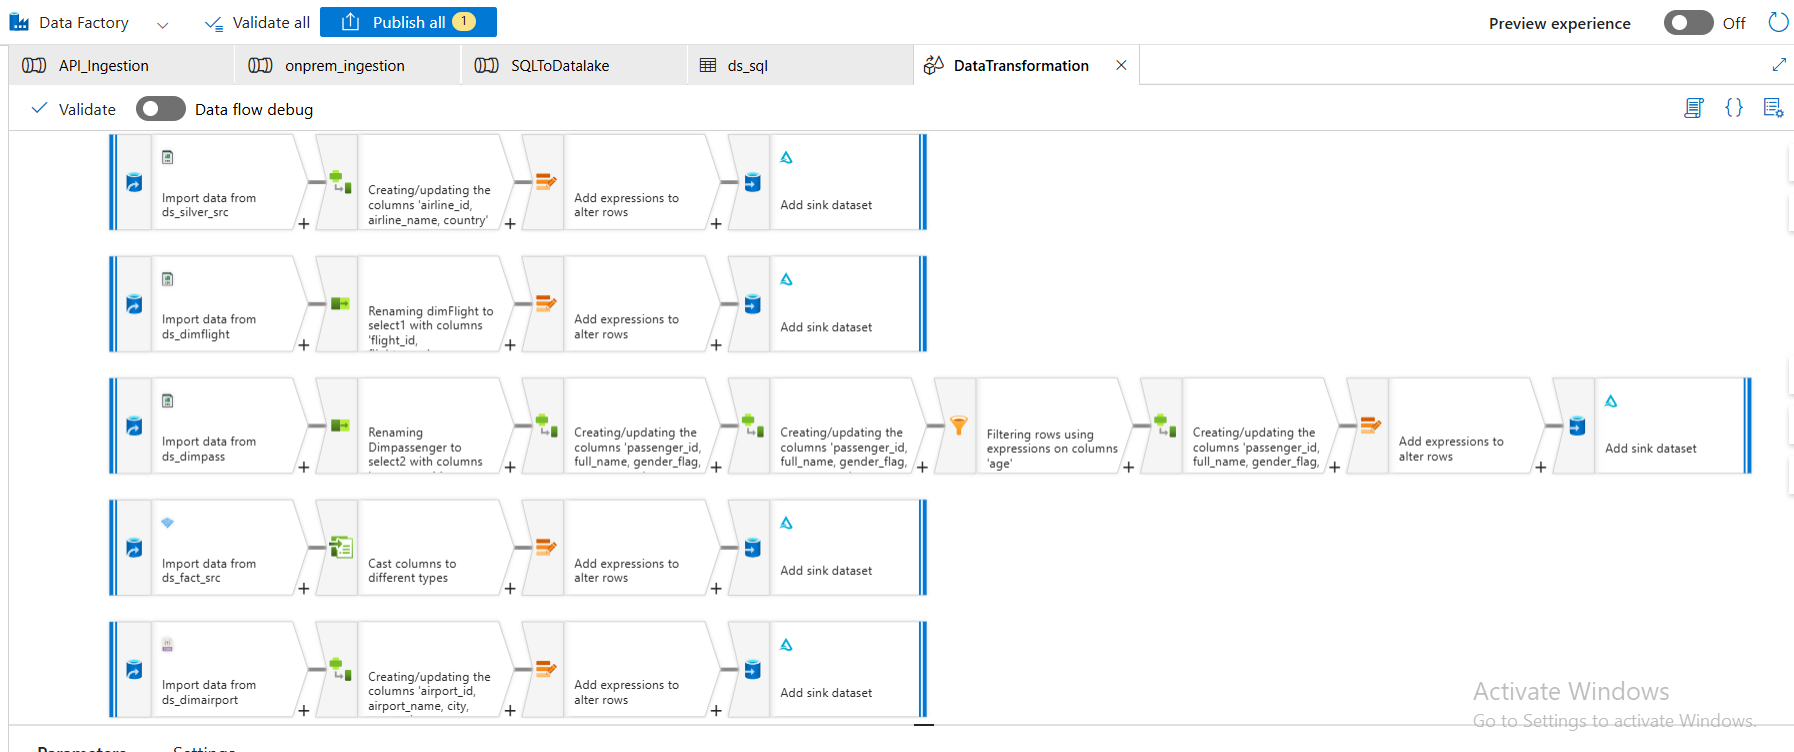 Data Factory
Validate all
Publish all 1
Preview experience
Off
API_Ingestion
onprem_ingestion
SQLToDatalake
ds_sql
DataTransformation
Validate
Data flow debug
Import data from
ds_silver_src
Creating/updating the
columns 'airline_id,
airline_name, country'
Add expressions to
alter rows
Add sink dataset
Import data from
ds_dimflight
Renaming dimFlight to
select1 with columns
'flight_id,
Add expressions to
alter rows
Add sink dataset
Import data from
ds_dimpass
Renaming
Dimpassenger to
select2 with columns
Creating/updating the
columns 'passenger_id,
full_name, gender_flag,
Creating/updating the
columns 'passenger_id,
full_name, gender_flag,
Filtering rows using
expressions on columns
'age'
Creating/updating the
columns 'passenger_id,
full_name, gender_flag,
Add expressions to
alter rows
Add sink dataset
Import data from
ds_fact_src
Cast columns to
different types
Add expressions to
alter rows
Add sink dataset
Import data from
ds_dimairport
Creating/updating the
columns 'airport_id,
airport_name, city,
Add expressions to
alter rows
Add sink dataset
Activate Windows
Go to Settings to activate Windows.
Parameters
Settings